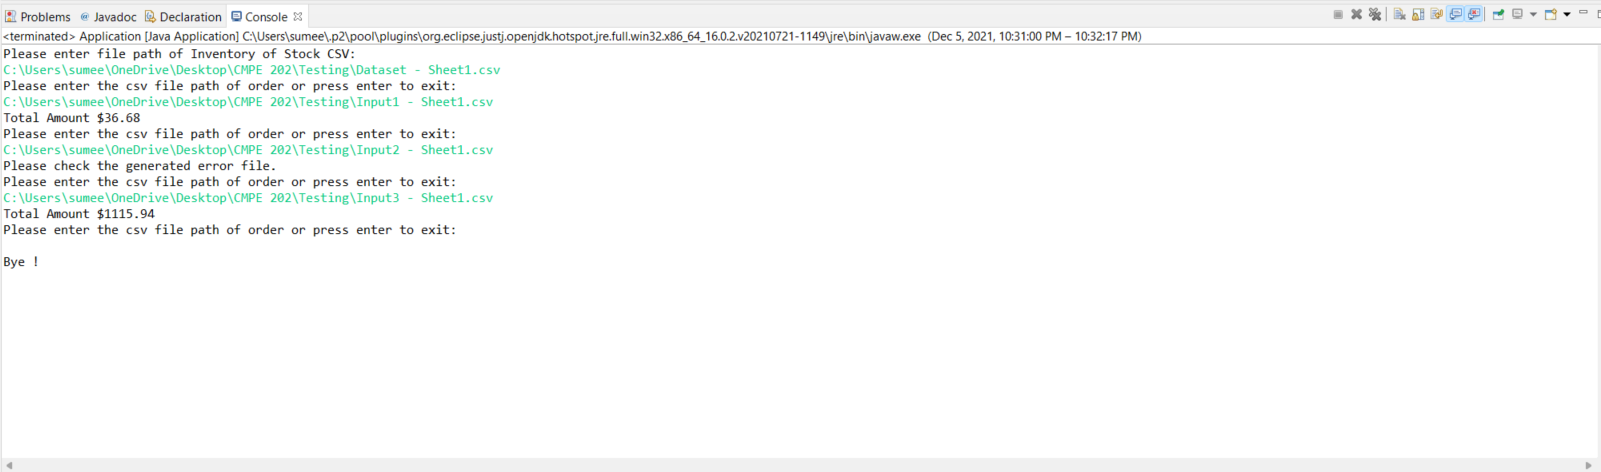 Problems Javadoc Declaration Console
<terminated> Application [Java Application] C:\Users\sumee\.p2\pool\plugins\org.eclipse.justj.openjdk.hotspot.jre.full.win32.x86_64_16.0.2.v20210721-1149\jre\bin\javaw.exe (Dec 5, 2021, 10:31:00 PM – 10:32:17 PM)
Please enter file path of Inventory of Stock CSV:
C:\Users\sumee\OneDrive\Desktop\CMPE 202\Testing\Dataset - Sheet1.csv
Please enter the csv file path of order or press enter to exit:
C:\Users\sumee\OneDrive\Desktop\CMPE 202\Testing\Input1 - Sheet1.csv
Total Amount $36.68
Please enter the csv file path of order or press enter to exit:
C:\Users\sumee\OneDrive\Desktop\CMPE 202\Testing\Input2 - Sheet1.csv
Please check the generated error file.
Please enter the csv file path of order or press enter to exit:
C:\Users\sumee\OneDrive\Desktop\CMPE 202\Testing\Input3 - Sheet1.csv
Total Amount $1115.94
Please enter the csv file path of order or press enter to exit:
Bye !